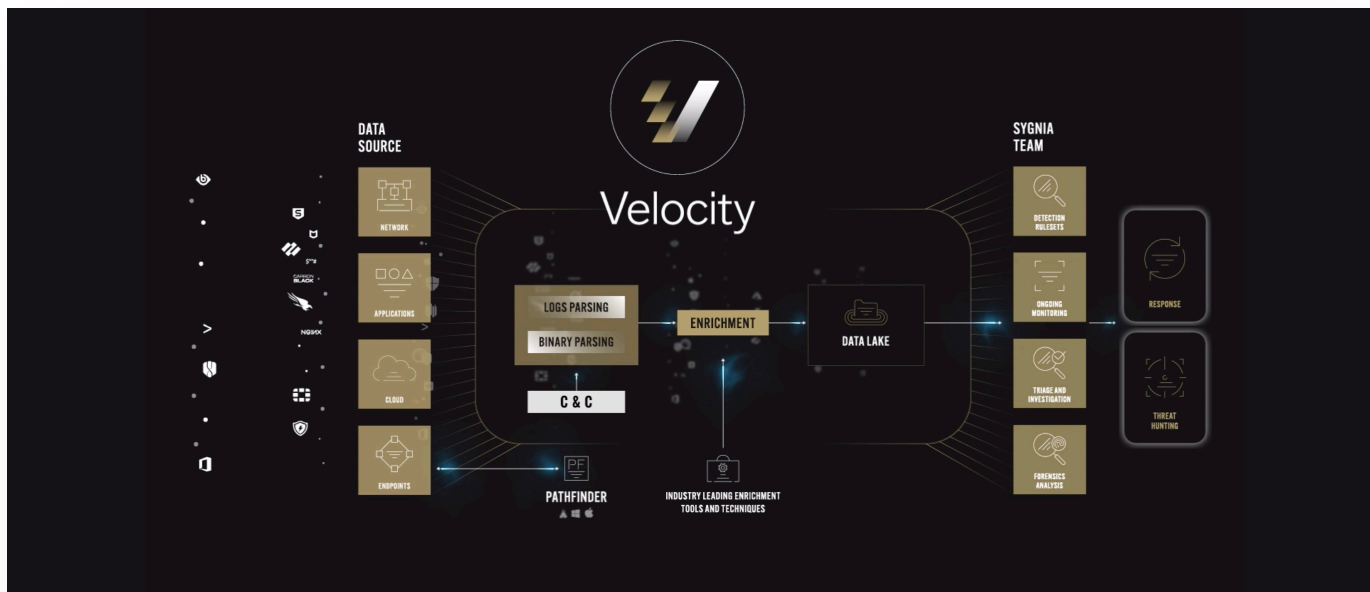 Velocity
DATA
SOURCE
NETWORK
APPLICATIONS
CLOUD
ENDPOINTS
CARBON
BLACK
NGINX
LOGS PARSING
BINARY PARSING
C & C
PF
PATHFINDER
ENRICHMENT
INDUSTRY LEADING ENRICHMENT
TOOLS AND TECHNIQUES
DATA LAKE
SYGNIA
TEAM
DETECTION
RULESETS
ONGOING
MONITORING
TRIAGE AND
INVESTIGATION
FORENSICS
ANALYSIS
RESPONSE
THREAT
HUNTING